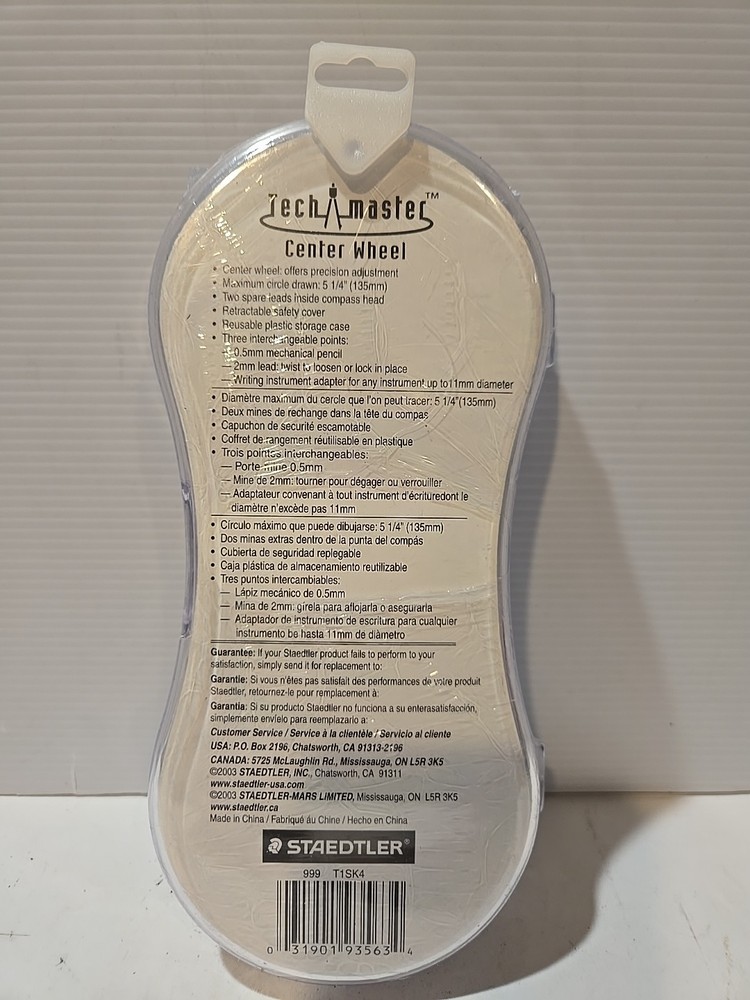 Tech master™
Center Wheel
• Center wheel: offers precision adjustment
• Maximum circle drawn: 5 1/4" (135mm)
• Two spare leads inside compass head
• Retractable safety cover
• Reusable plastic storage case
• Three interchangeable points:
— 0.5mm mechanical pencil
— 2mm lead: twist to loosen or lock in place
— Writing instrument adapter for any instrument up to11mm diameter
• Diamètre maximum du cercle que l'on peut tracer: 5 1/4"(135mm)
• Deux mines de rechange dans la tête du compas
• Capuchon de sécurité escamotable
• Coffret de rangement réutilisable en plastique
• Trois pointes interchangeables:
— Porte-mine 0.5mm
— Mine de 2mm: tourner pour dégager ou verrouiller
— Adaptateur convenant à tout instrument d'écrituredont le
diamètre n'excède pas 11mm
• Círculo máximo que puede dibujarse: 5 1/4" (135mm)
• Dos minas extras dentro de la punta del compás
• Cubierta de seguridad replegable
• Caja plástica de almacenamiento reutilizable
• Tres puntos intercambiables:
— Lápiz mecánico de 0.5mm
— Mina de 2mm: gírela para aflojarla o asegurarla
— Adaptador de instrumento de escritura para cualquier
instrumento be hasta 11mm de diàmetro
Guarantee: If your Staedtler product fails to perform to your
satisfaction, simply send it for replacement to:
Garantie: Si vous n'êtes pas satisfait des performances de votre produit
Staedtler, retournez-le pour remplacement à:
Garantía: Si su producto Staedtler no funciona a su enterasatisfacción,
simplemente envíelo para reemplazarlo a:
Customer Service / Service à la clientèle / Servicio al cliente
USA: P.O. Box 2196, Chatsworth, CA 91313-2196
CANADA: 5725 McLaughlin Rd., Mississauga, ON L5R 3K5
©2003 STAEDTLER, INC., Chatsworth, CA 91311
www.staedtler-usa.com
©2003 STAEDTLER-MARS LIMITED, Mississauga, ON L5R 3K5
www.staedtler.ca
Made in China / Fabriqué áu Chine / Hecho en China
STAEDTLER®
999 T1SK4
0 31901 93563 4